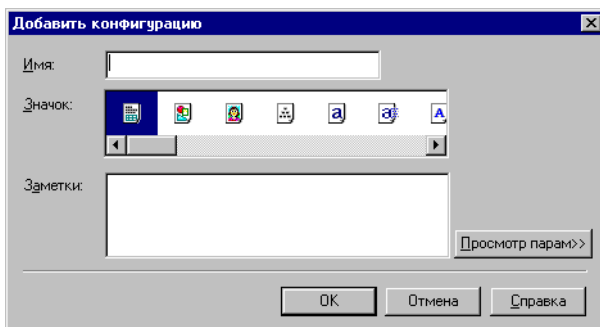 Добавить конфигурацию
Имя:
Значок:
Заметки:
Просмотр парам>>
OK Отмена Справка